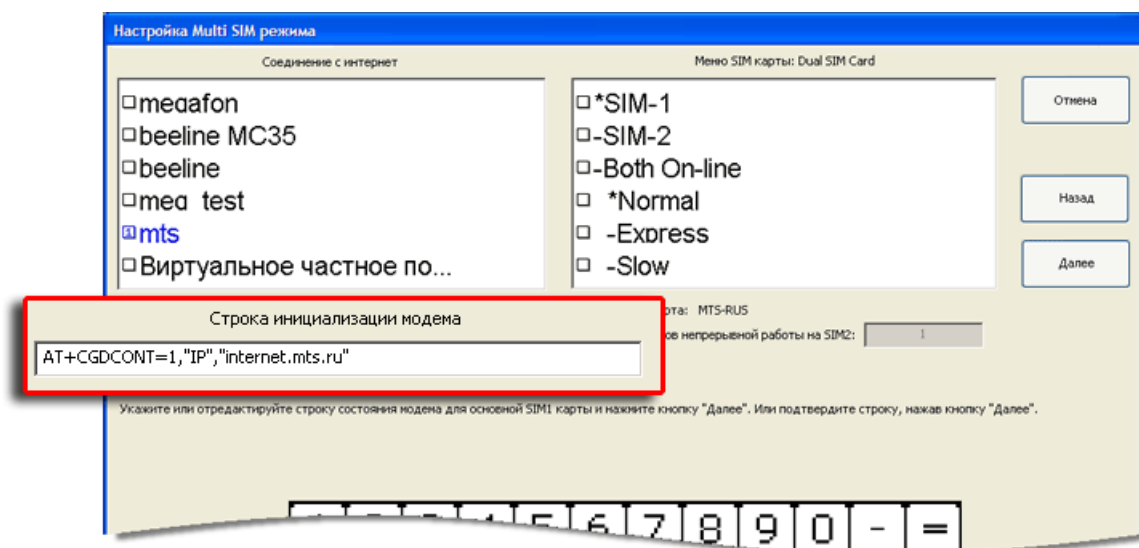 Настройка Multi SIM режима
Соединение с интернет
megafon
beeline MC35
beeline
meg_test
1 mts
Виртуальное частное по...
Меню SIM карты: Dual SIM Card
*SIM-1
-SIM-2
-Both On-line
*Normal
-Express
-Slow
Отмена
Назад
Далее
Строка инициализации модема
AT+CGDCONT=1,"IP","internet.mts.ru"
MTS-RUS
непрерывной работы на SIM2: 1
Укажите или отредактируйте строку состояния модема для основной SIM1 карты и нажмите кнопку "Далее". Или подтвердите строку, нажав кнопку "Далее".
5 6 7 8 9 0 - =